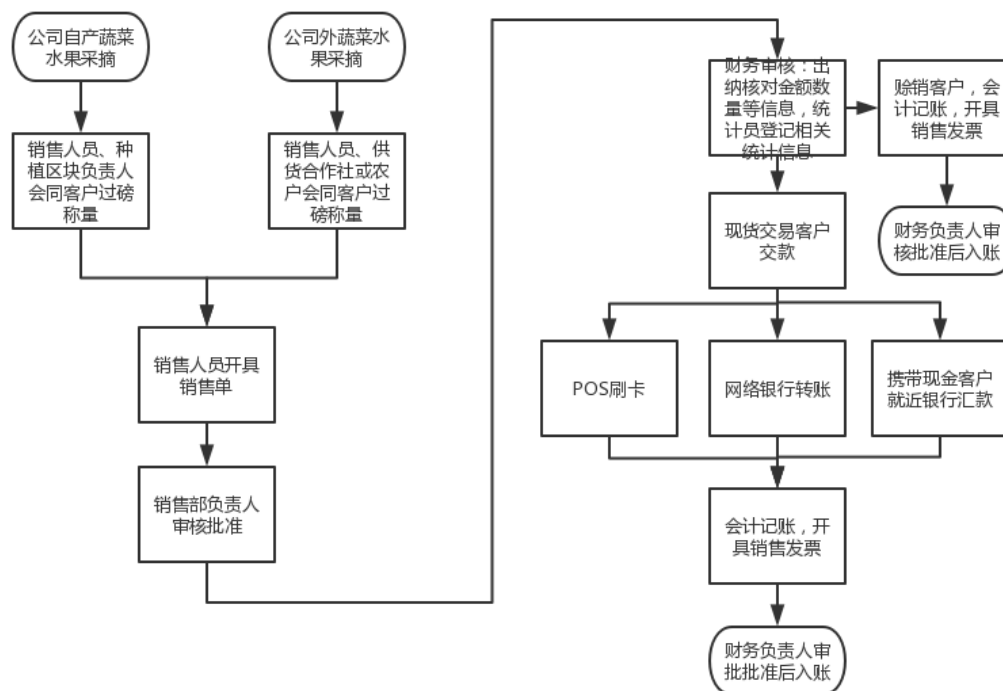 公司自产蔬菜
水果采摘
公司外蔬菜水
果采摘
销售人员、种
植区块负责人
会同客户过磅
称量
销售人员、供
货合作社或农
户会同客户过
磅称量
销售人员开具
销售单
销售部负责人
审核批准
财务审核：出
纳核对金额数
量等信息，统
计员登记相关
统计信息
赊销客户，会
计记账，开具
销售发票
财务负责人审
核批准后入账
现货交易客户
交款
POS刷卡
网络银行转账
携带现金客户
就近银行汇款
会计记账，开
具销售发票
财务负责人审
批批准后入账